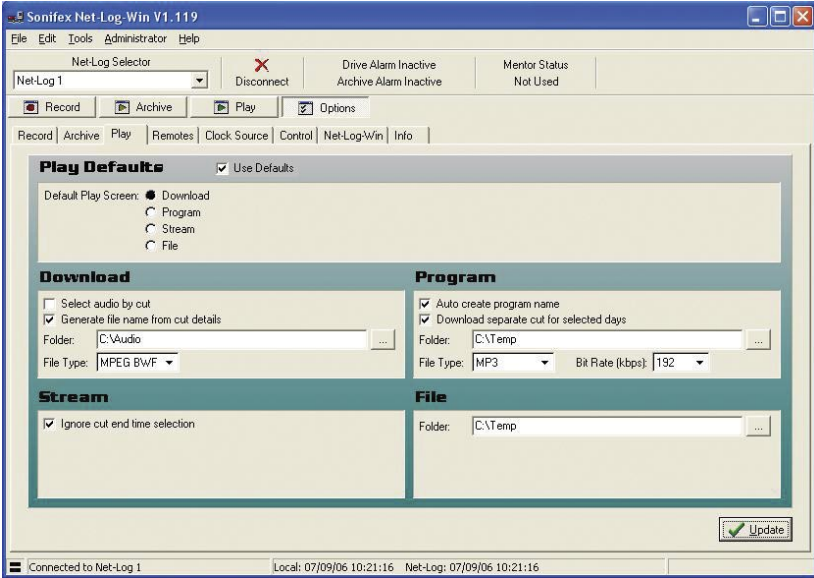 Sonifex Net-Log-Win V1.119
File Edit Tools Administrator Help
Net-Log Selector
Net-Log 1
Disconnect
Drive Alarm Inactive
Archive Alarm Inactive
Mentor Status
Not Used
Record Archive Play Options
Record Archive Play Remotes Clock Source Control Net-Log-Win Info
Play Defaults Use Defaults
Default Play Screen: Download
Program
Stream
File
Download
Select audio by cut
Generate file name from cut details
Folder: C:\Audio ...
File Type: MPEG BWF
Program
Auto create program name
Download separate cut for selected days
Folder: C:\Temp ...
File Type: MP3 Bit Rate (kbps): 192
Stream
Ignore cut end time selection
File
Folder: C:\Temp ...
Update
Connected to Net-Log 1 Local: 07/09/06 10:21:16 Net-Log: 07/09/06 10:21:16